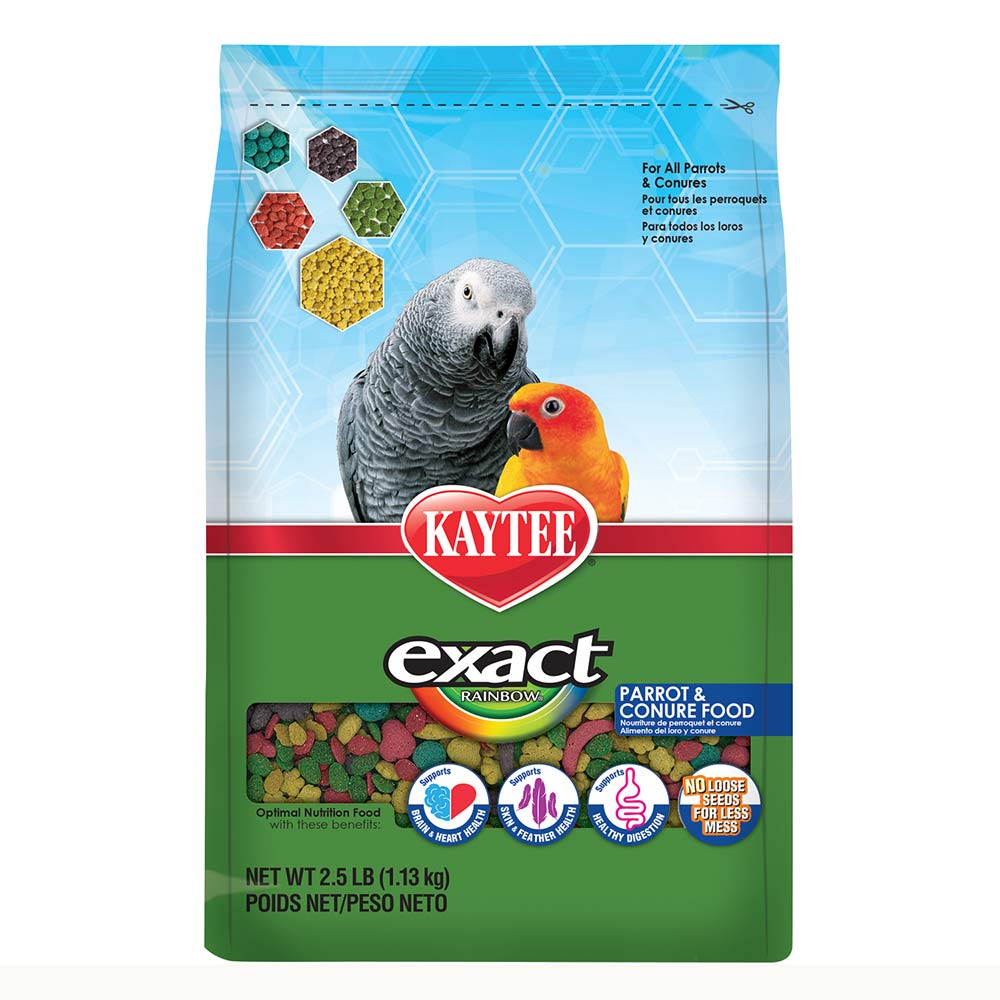 For All Parrots
& Conures
Pour tous les perroquets
et conures
Para todos los loros
y conures
KAYTEE®
exact
RAINBOW®
PARROT &
CONURE FOOD
Nourriture de perroquet et conure
Alimento del loro y conure
Optimal Nutrition Food
with these benefits:
Supports
BRAIN & HEART HEALTH
Supports
SKIN & FEATHER HEALTH
Supports
HEALTHY DIGESTION
NO LOOSE
SEEDS
FOR LESS
MESS
NET WT 2.5 LB (1.13 kg)
POIDS NET/PESO NETO